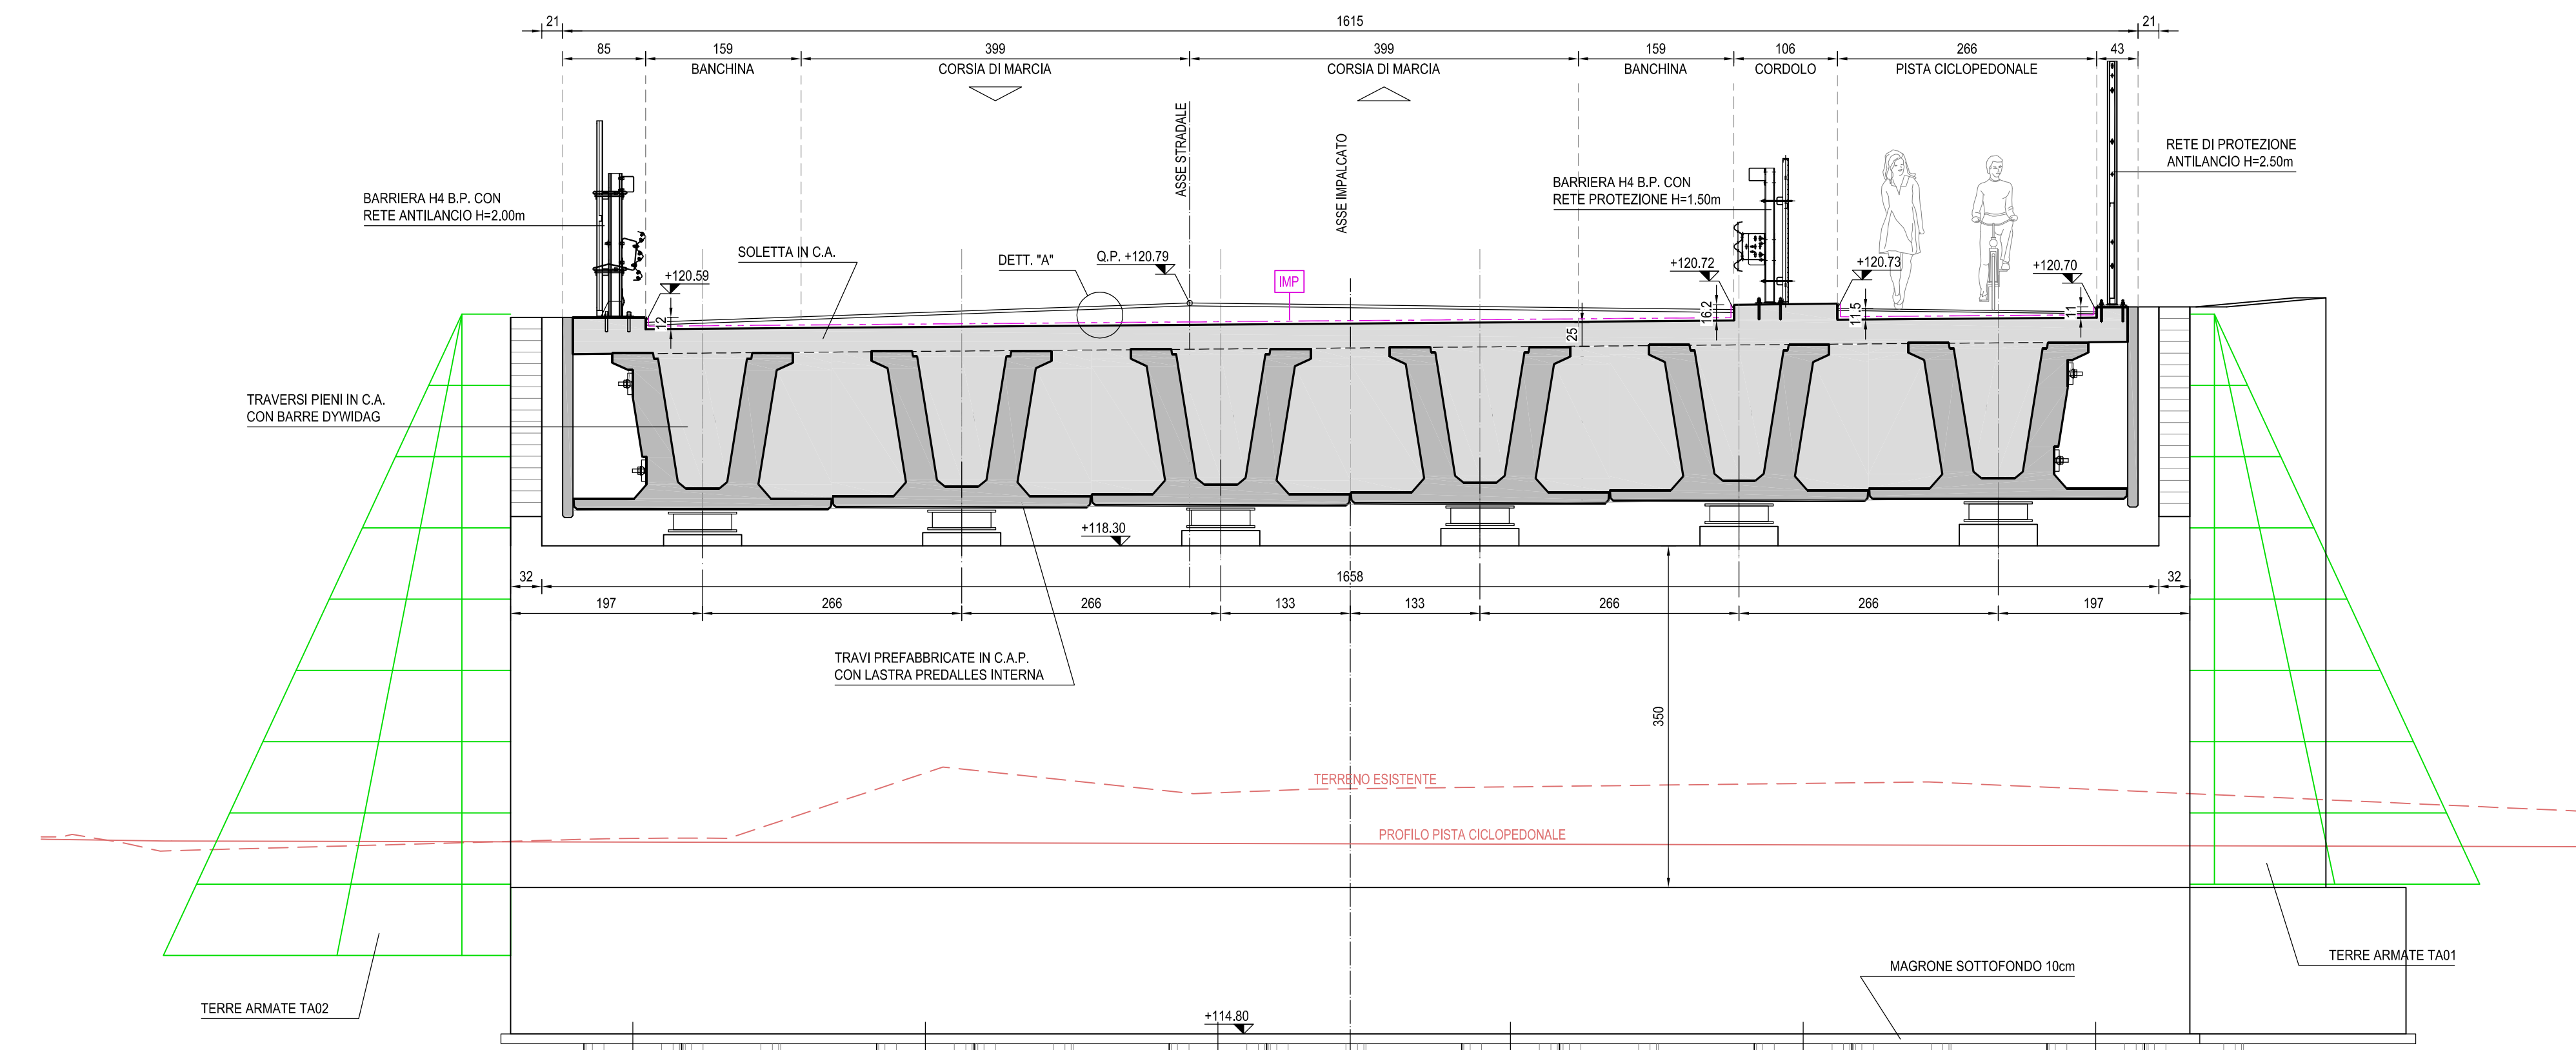 21 1615 21
85 159 399 399 159 106 266 43
BANCHINA CORSIA DI MARCIA CORSIA DI MARCIA BANCHINA CORDOLO PISTA CICLOPEDONALE
ASSE STRADALE
ASSE IMPALCATO
RETE DI PROTEZIONE
ANTILANCIO H=2.50m
BARRIERA H4 B.P. CON
RETE ANTILANCIO H=2.00m
BARRIERA H4 B.P. CON
RETE PROTEZIONE H=1.50m
SOLETTA IN C.A.
DETT. "A"
Q.P. +120.79
+120.59
IMP
+120.72
+120.73
+120.70
12
25
16.2
11.5
11
TRAVERSI PIENI IN C.A.
CON BARRE DYWIDAG
+118.30
32 1658 32
197 266 266 133 133 266 266 197
TRAVI PREFABBRICATE IN C.A.P.
CON LASTRA PREDALLES INTERNA
350
TERRENO ESISTENTE
PROFILO PISTA CICLOPEDONALE
TERRE ARMATE TA01
MAGRONE SOTTOFONDO 10cm
TERRE ARMATE TA02
+114.80